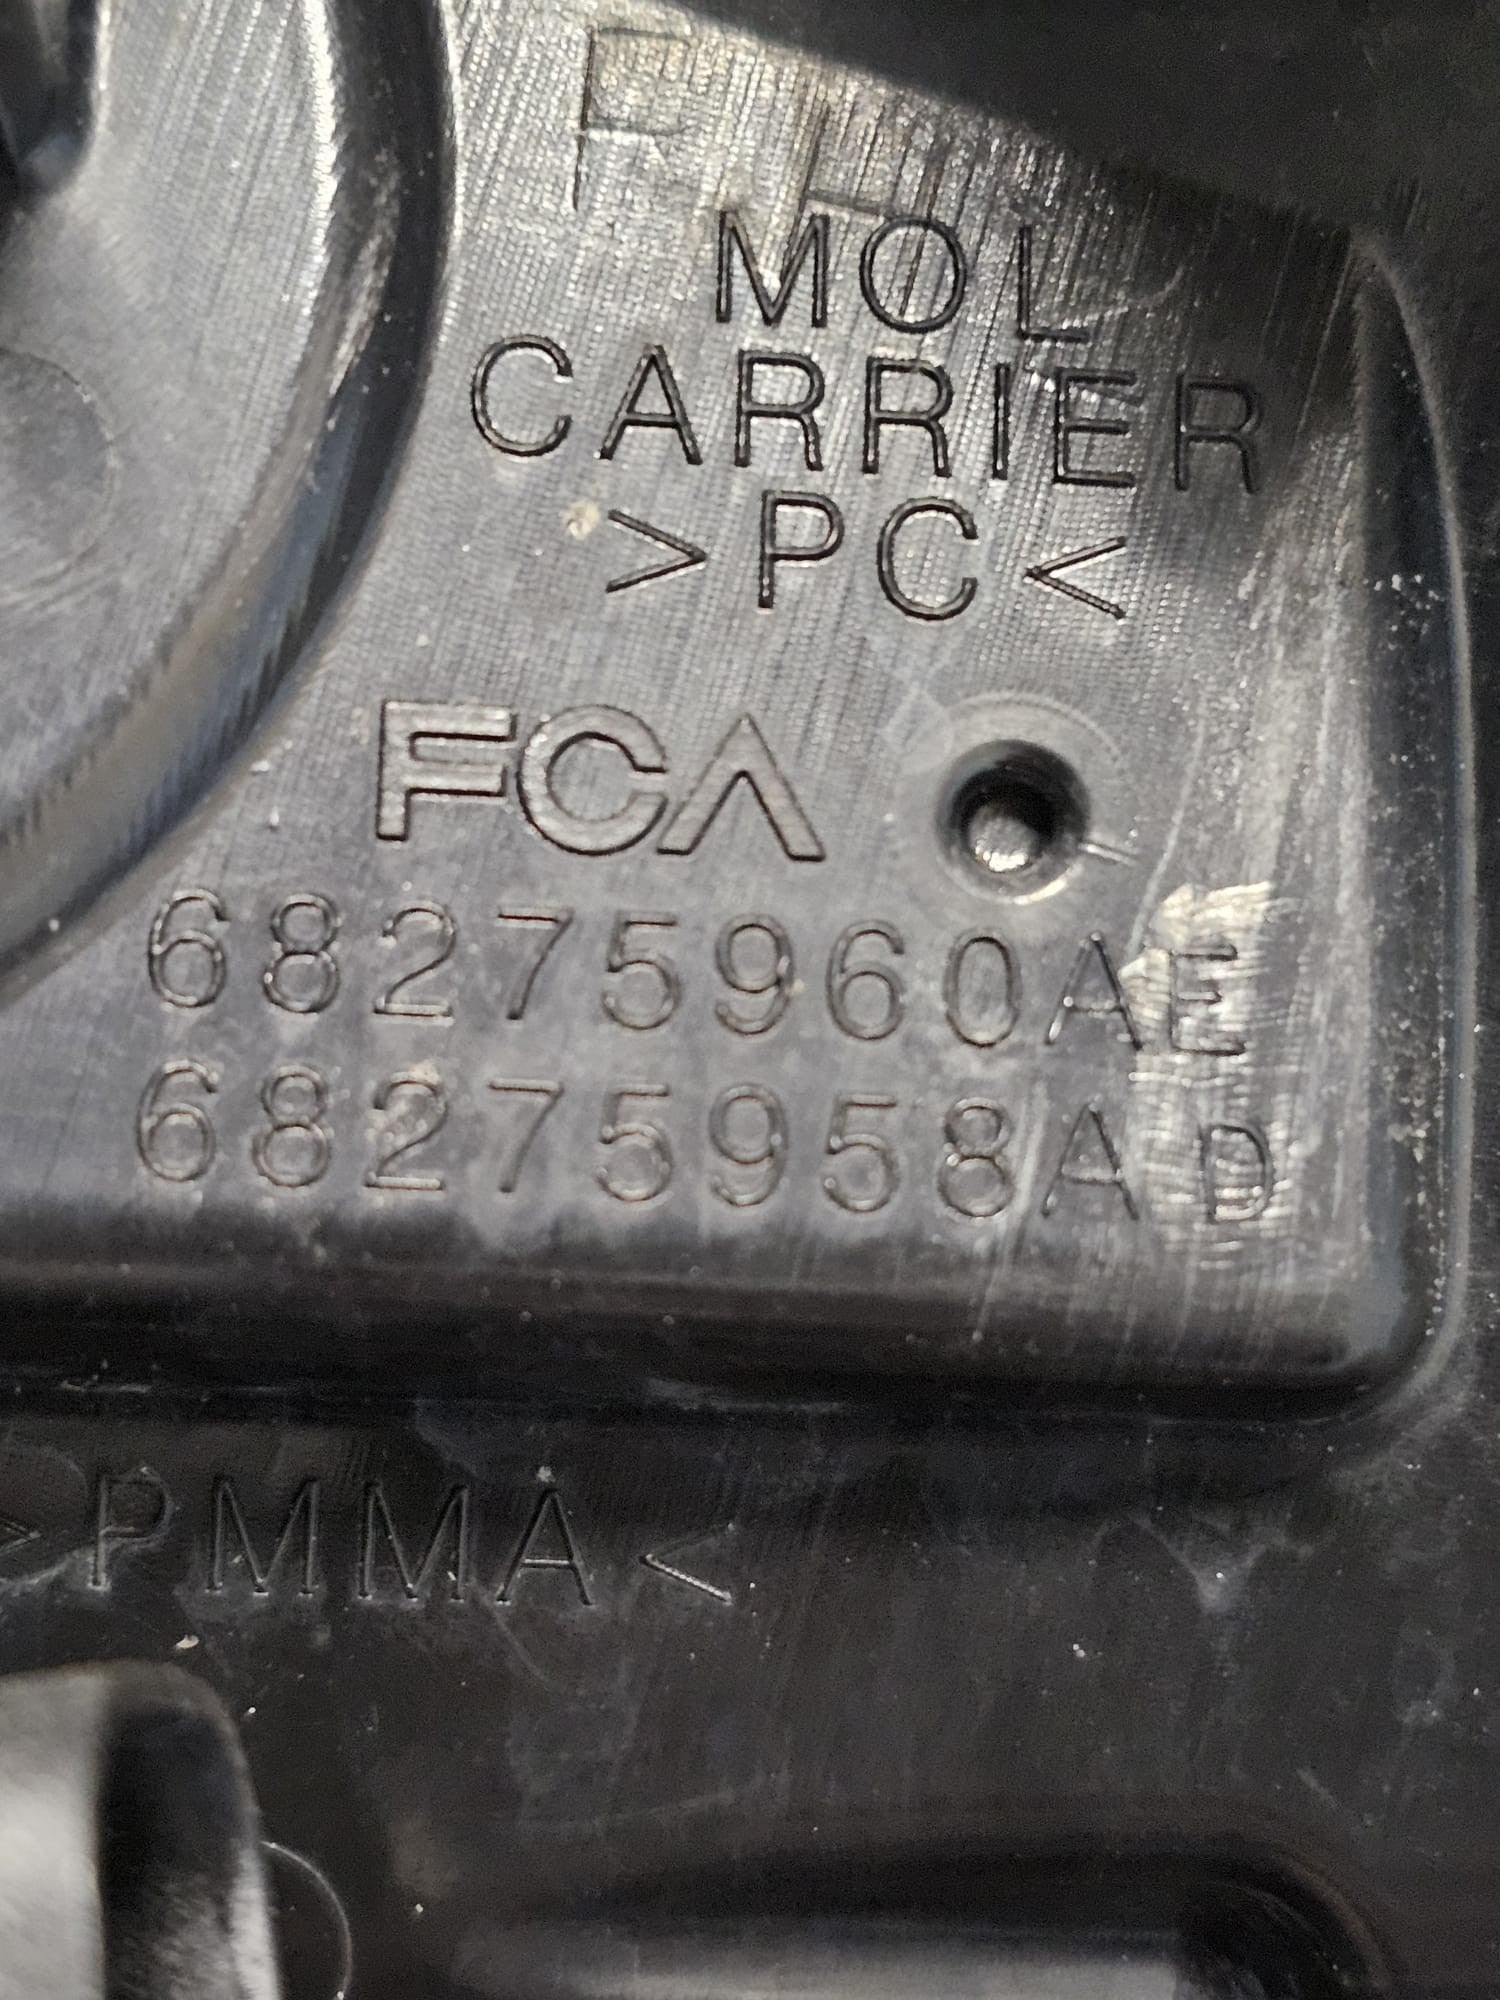 MOL
CARRIER
>PC<
FCA
68275960AE
68275958AD
>PMMA<